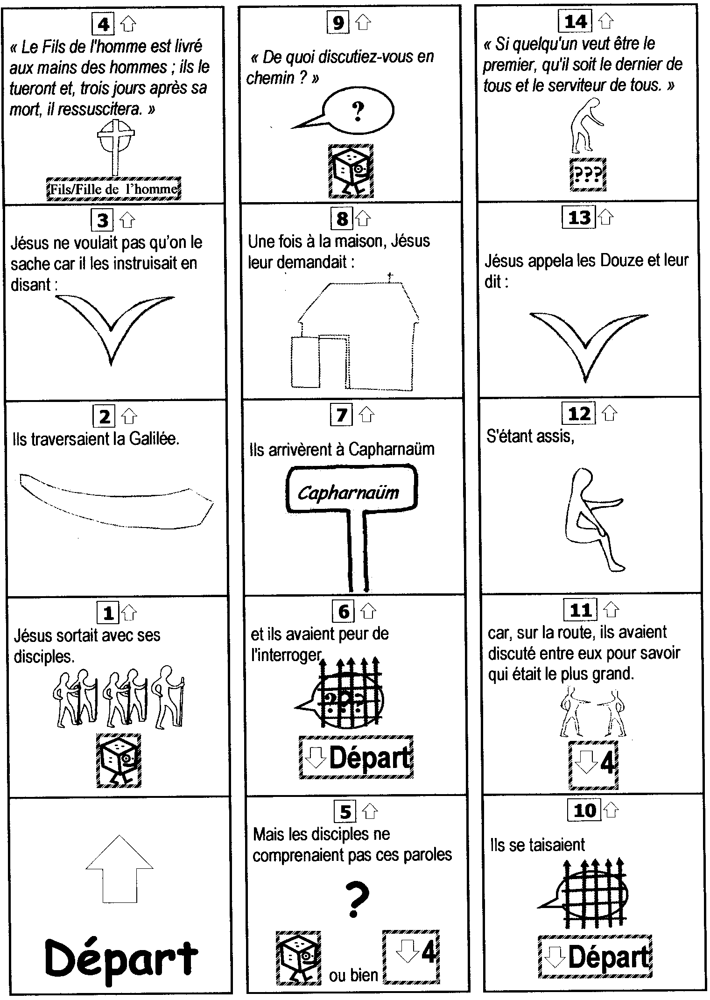 4
« Le Fils de l'homme est livré
aux mains des hommes ; ils le
tueront et, trois jours après sa
mort, il ressuscitera. »
Fils/Fille de l'homme
3
Jésus ne voulait pas qu'on le
sache car il les instruisait en
disant :
2
Ils traversaient la Galilée.
1
Jésus sortait avec ses
disciples.
Départ
9
« De quoi discutiez-vous en
chemin ? »
?
8
Une fois à la maison, Jésus
leur demandait :
7
Ils arrivèrent à Capharnaüm
Capharnaüm
6
et ils avaient peur de
l'interroger.
???
Départ
5
Mais les disciples ne
comprenaient pas ces paroles
?
ou bien
4
14
« Si quelqu'un veut être le
premier, qu'il soit le dernier de
tous et le serviteur de tous. »
???
13
Jésus appela les Douze et leur
dit :
12
S'étant assis,
11
car, sur la route, ils avaient
discuté entre eux pour savoir
qui était le plus grand.
4
10
Ils se taisaient
Départ